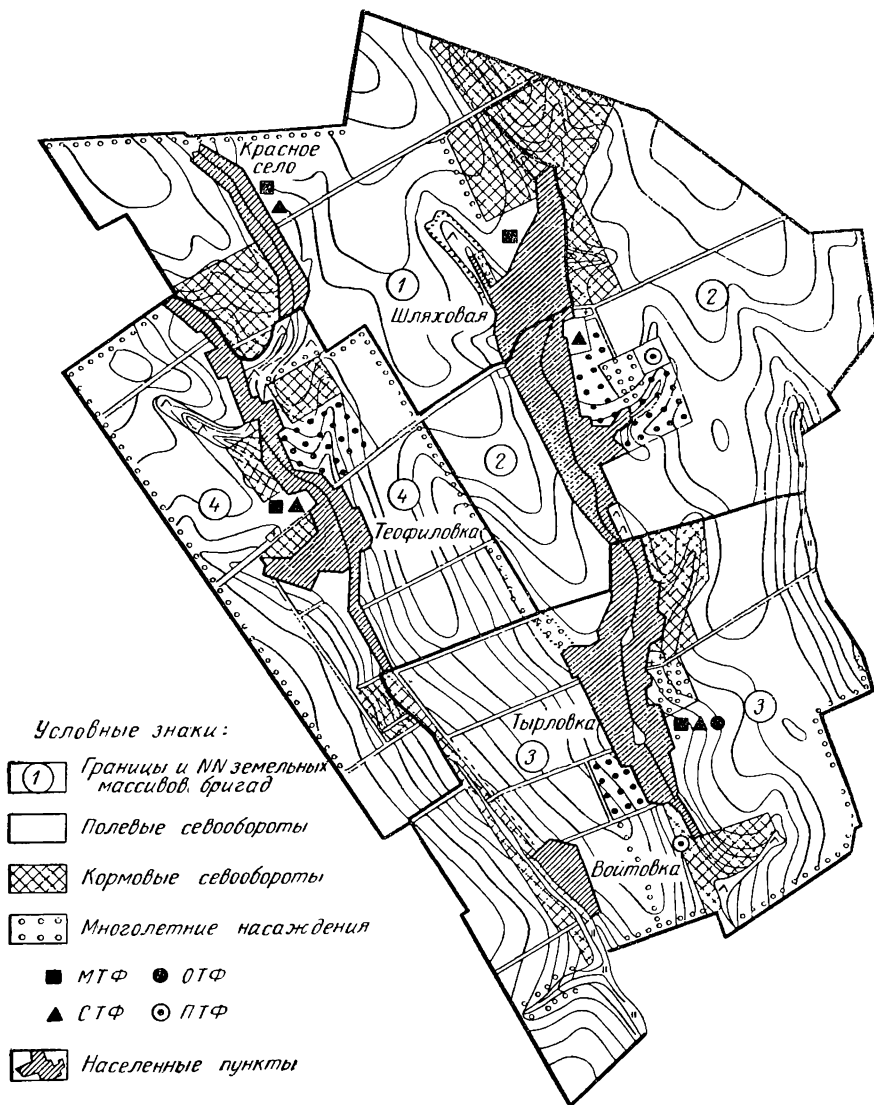 Красное
село
1
2
Шляховая
2
4
4
Теофиловка
Тырловка
3
3
Войтовка
Условные знаки:
1 Границы и NN земельных
массивов, бригад
Полевые севообороты
Кормовые севообороты
Многолетние насаждения
МТФ ОТФ
СТФ ПТФ
Населенные пункты